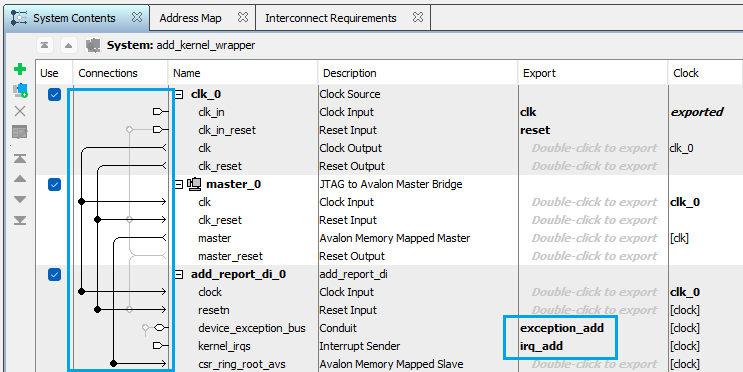 System Contents Address Map Interconnect Requirements
System: add_kernel_wrapper
Use Connections Name Description Export Clock
clk_0 Clock Source
clk_in Clock Input clk exported
clk_in_reset Reset Input reset
clk Clock Output Double-click to export clk_0
clk_reset Reset Output Double-click to export
master_0 JTAG to Avalon Master Bridge
clk Clock Input Double-click to export clk_0
clk_reset Reset Input Double-click to export
master Avalon Memory Mapped Master Double-click to export [clk]
master_reset Reset Output Double-click to export
add_report_di_0 add_report_di
clock Clock Input Double-click to export clk_0
resetn Reset Input Double-click to export [clock]
device_exception_bus Conduit exception_add [clock]
kernel_irqs Interrupt Sender irq_add [clock]
csr_ring_root_avs Avalon Memory Mapped Slave Double-click to export [clock]